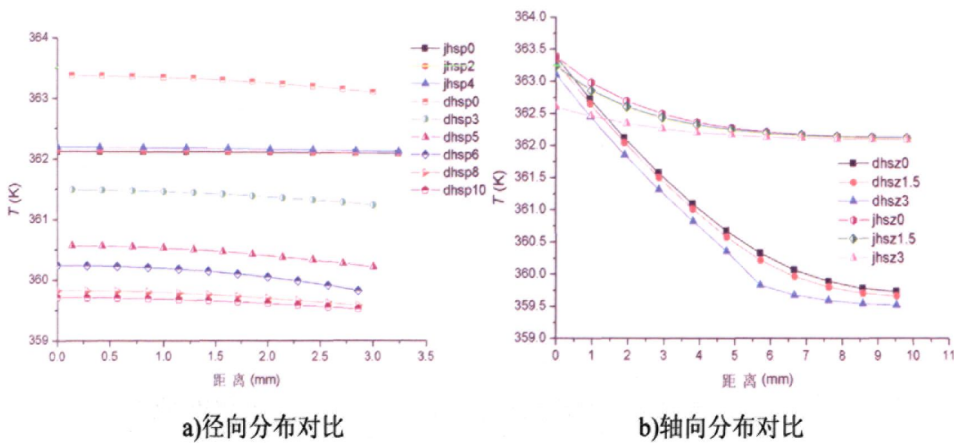 364
363
362
361
360
359
T (K)
0.0 0.5 1.0 1.5 2.0 2.5 3.0 3.5
距 离 (mm)
jhsp0
jhsp2
jhsp4
dhsp0
dhsp3
dhsp5
dhsp6
dhsp8
dhsp10
a)径向分布对比
364.0
363.5
363.0
362.5
362.0
361.5
361.0
360.5
360.0
359.5
359.0
T (K)
0 1 2 3 4 5 6 7 8 9 10 11
距 离 (mm)
dhsz0
dhsz1.5
dhsz3
jhsz0
jhsz1.5
jhsz3
b)轴向分布对比